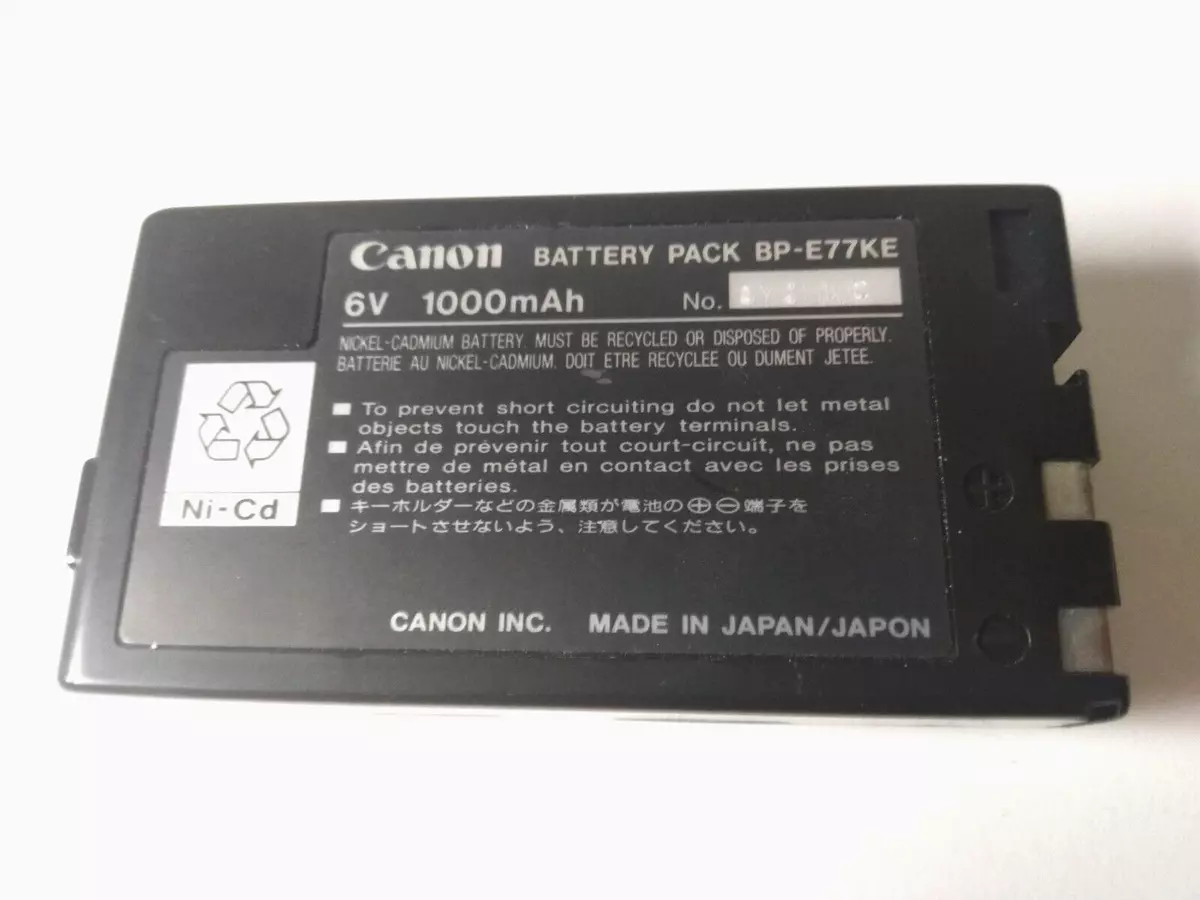 Canon BATTERY PACK BP-E77KE
6V 1000mAh No.
NICKEL-CADMIUM BATTERY. MUST BE RECYCLED OR DISPOSED OF PROPERLY.
BATTERIE AU NICKEL-CADMIUM. DOIT ETRE RECYCLEE OU DUMENT JETEE.
Ni-Cd
■ To prevent short circuiting do not let metal
objects touch the battery terminals.
■ Afin de prévenir tout court-circuit, ne pas
mettre de métal en contact avec les prises
des batteries.
■ キーホルダーなどの金属類が電池の⊕⊖端子を
ショートさせないよう、注意してください。
CANON INC. MADE IN JAPAN/JAPON